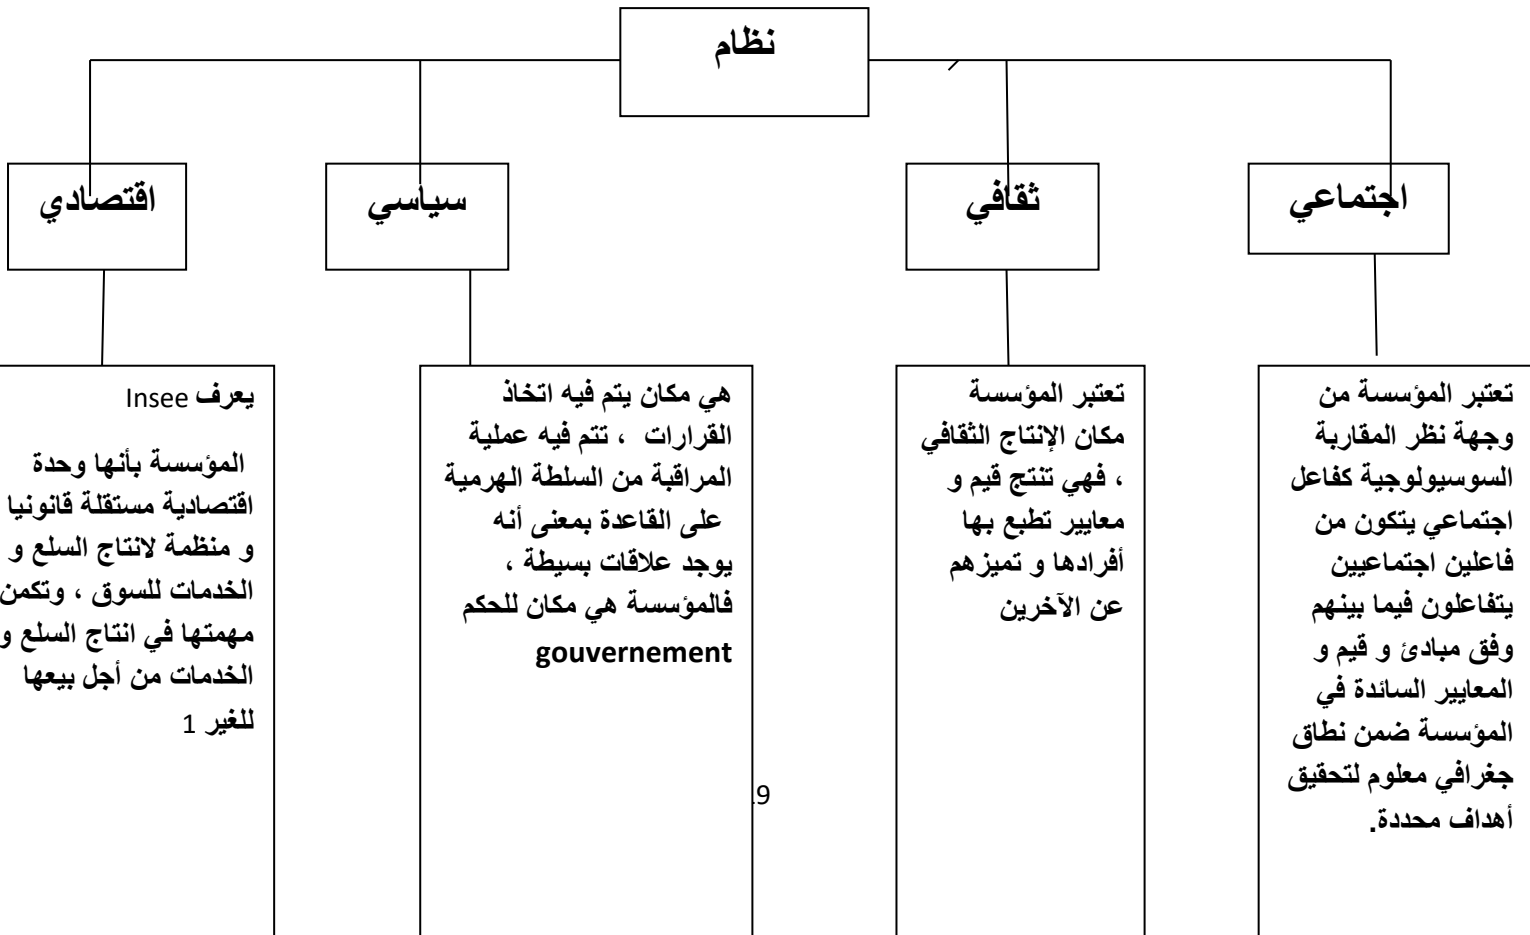 نظام
اجتماعي
ثقافي
سياسي
اقتصادي
تعتبر المؤسسة من
وجهة نظر المقاربة
السوسيولوجية كفاعل
اجتماعي يتكون من
فاعلين اجتماعيين
يتفاعلون فيما بينهم
وفق مبادئ و قيم و
المعايير السائدة في
المؤسسة ضمن نطاق
جغرافي معلوم لتحقيق
أهداف محددة.
تعتبر المؤسسة
مكان الإنتاج الثقافي
، فهي تنتج قيم و
معايير تطبع بها
أفرادها و تميزهم
عن الآخرين
هي مكان يتم فيه اتخاذ
القرارات ، تتم فيه عملية
المراقبة من السلطة الهرمية
على القاعدة بمعنى أنه
يوجد علاقات بسيطة ،
فالمؤسسة هي مكان للحكم
gouvernement
يعرف Insee
المؤسسة بأنها وحدة
اقتصادية مستقلة قانونيا
و منظمة لانتاج السلع و
الخدمات للسوق ، وتكمن
مهمتها في انتاج السلع و
الخدمات من أجل بيعها
للغير 1
9